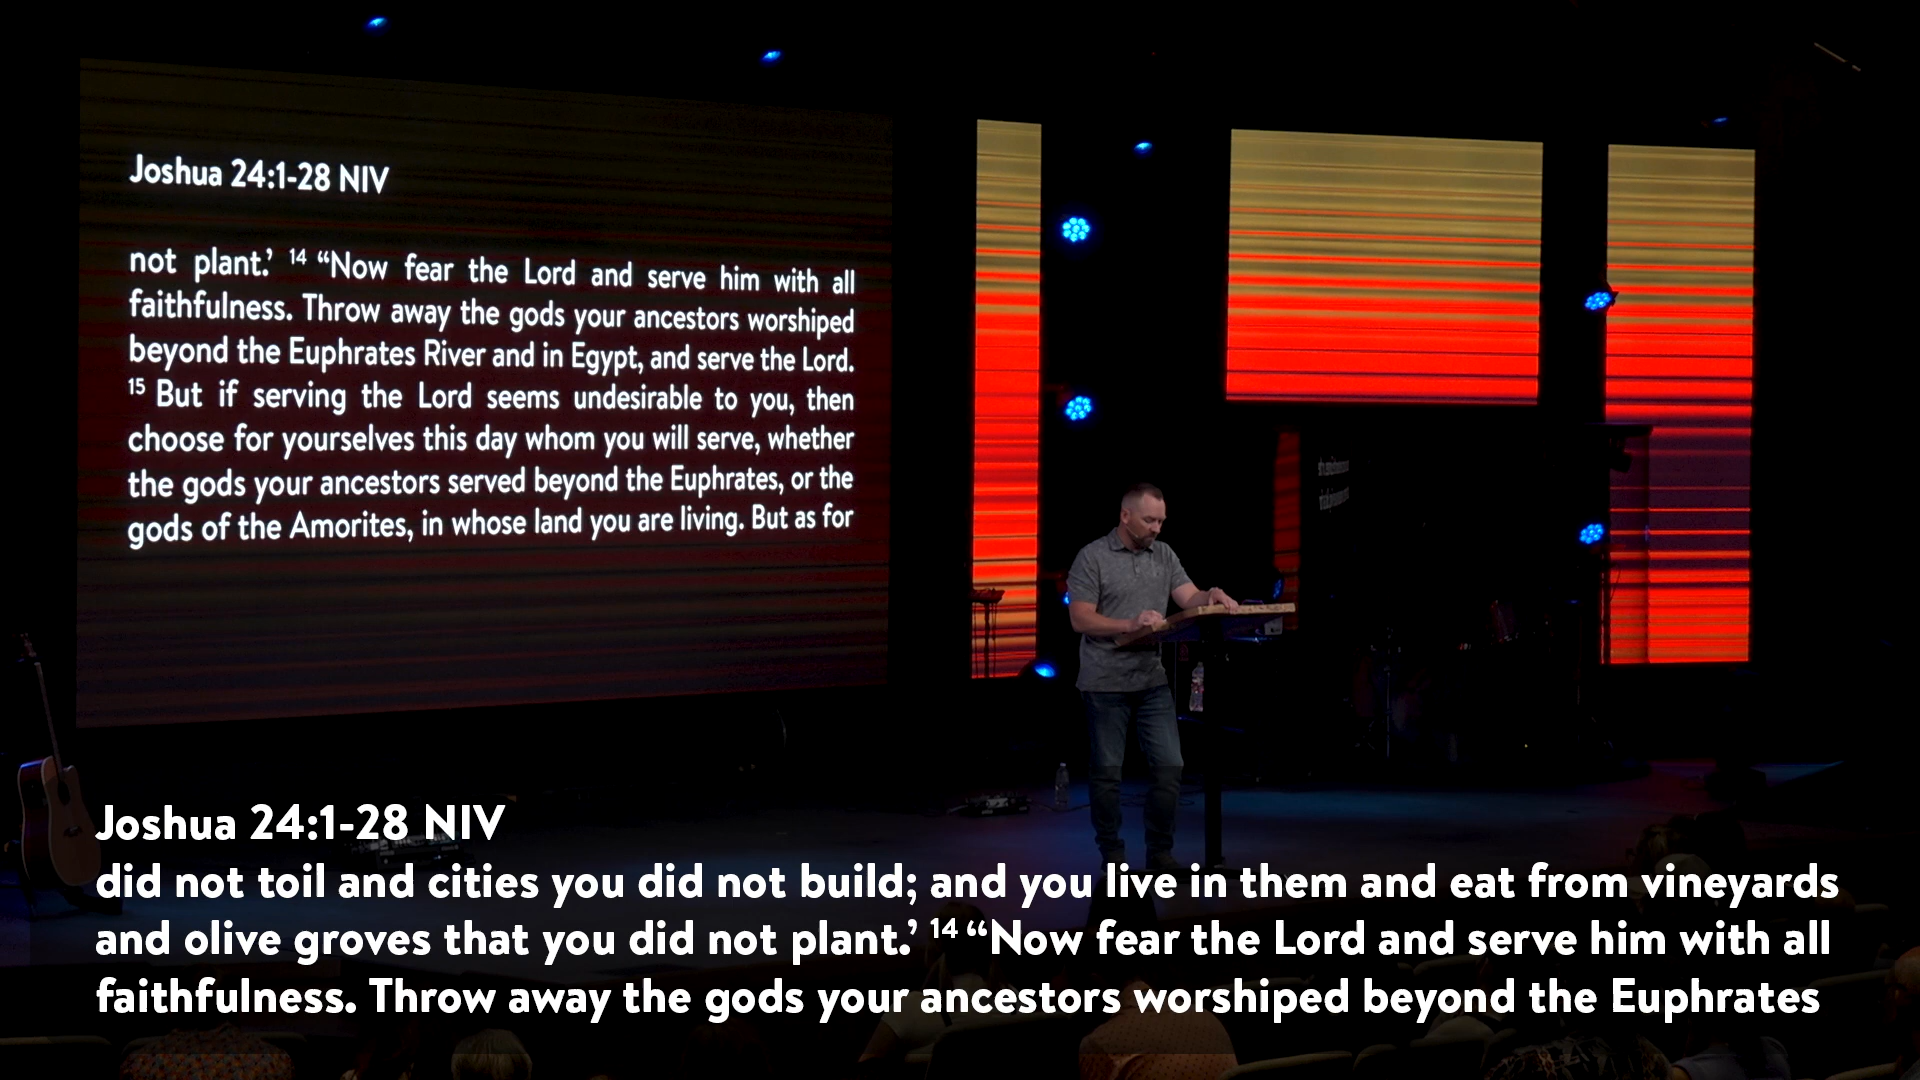 Joshua 24:1-28 NIV
not plant.’ 14 “Now fear the Lord and serve him with all
faithfulness. Throw away the gods your ancestors worshiped
beyond the Euphrates River and in Egypt, and serve the Lord.
15 But if serving the Lord seems undesirable to you, then
choose for yourselves this day whom you will serve, whether
the gods your ancestors served beyond the Euphrates, or the
gods of the Amorites, in whose land you are living. But as for
Joshua 24:1-28 NIV
did not toil and cities you did not build; and you live in them and eat from vineyards
and olive groves that you did not plant.’ 14 “Now fear the Lord and serve him with all
faithfulness. Throw away the gods your ancestors worshiped beyond the Euphrates